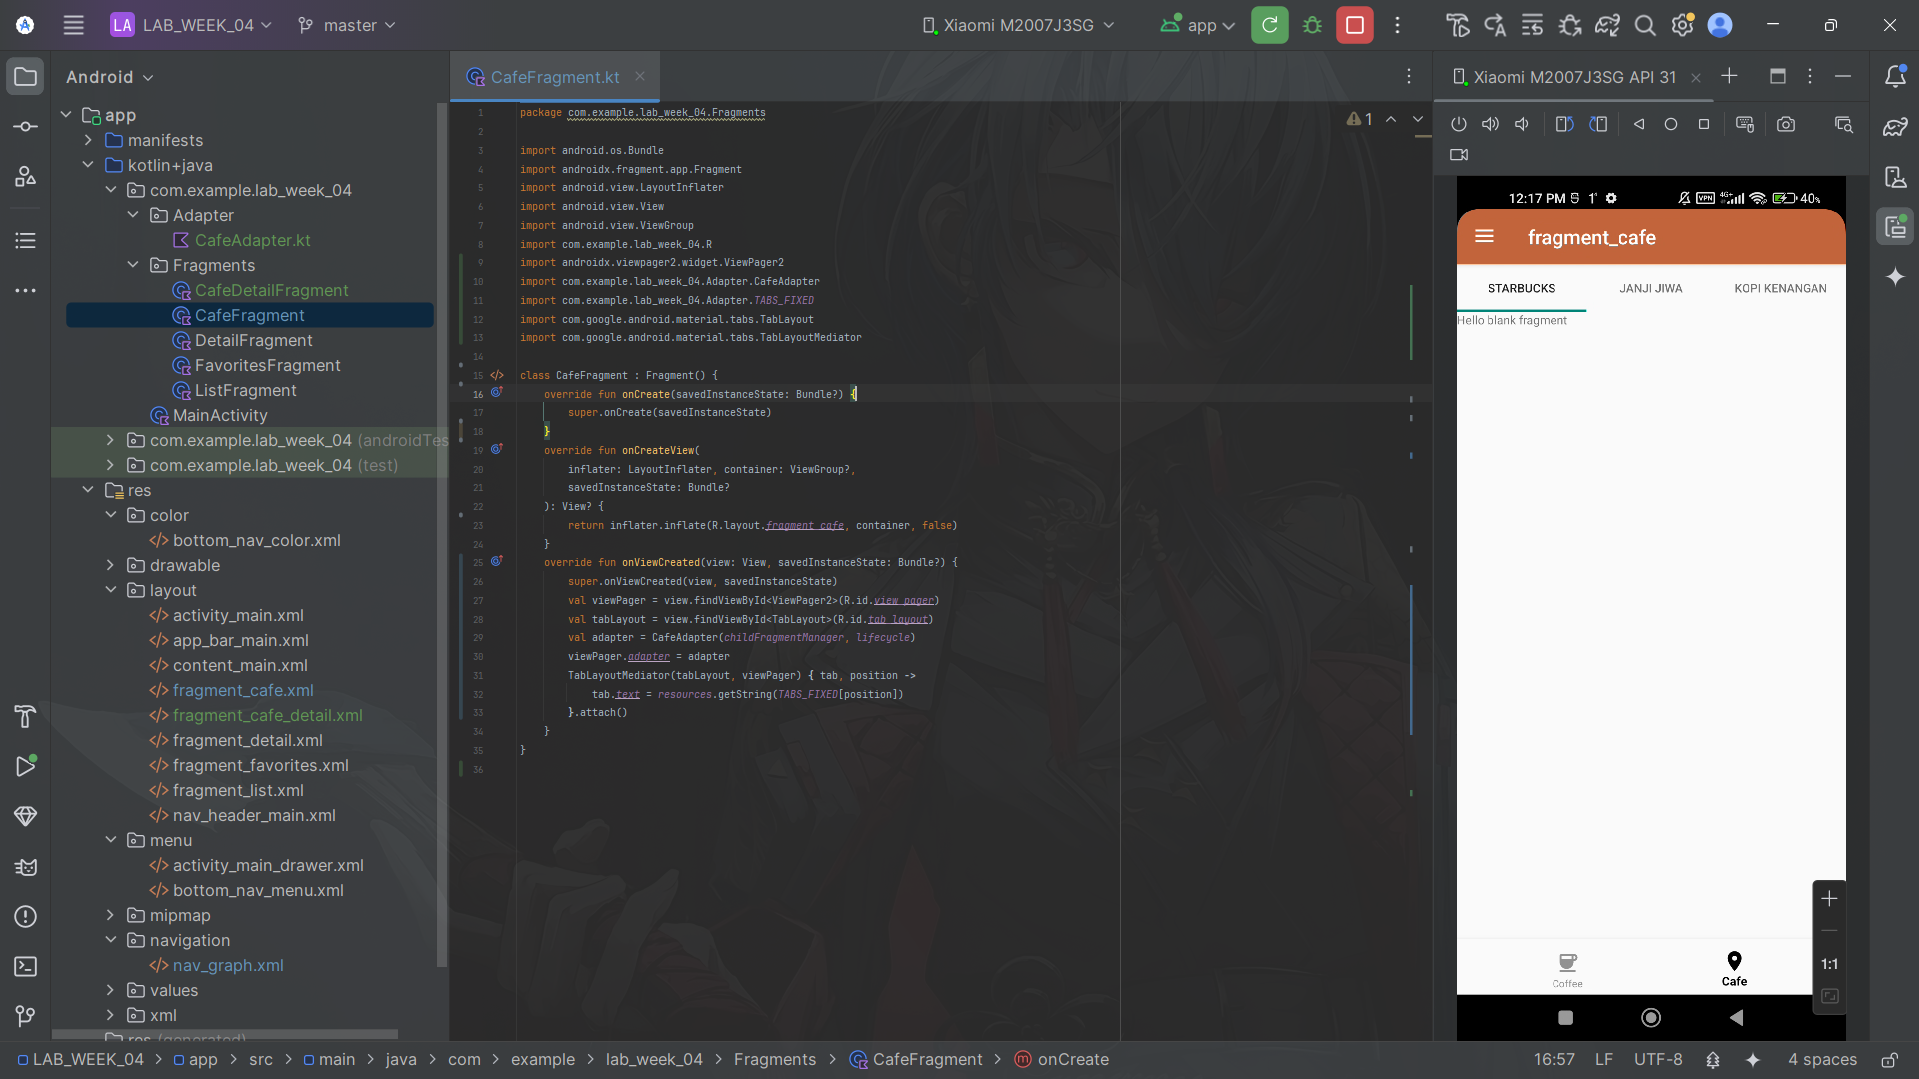 LA LAB_WEEK_04 master Xiaomi M2007J3SG app
Android
app
manifests
kotlin+java
com.example.lab_week_04
Adapter
CafeAdapter.kt
Fragments
CafeDetailFragment
CafeFragment
DetailFragment
FavoritesFragment
ListFragment
MainActivity
com.example.lab_week_04 (androidTes
com.example.lab_week_04 (test)
res
color
bottom_nav_color.xml
drawable
layout
activity_main.xml
app_bar_main.xml
content_main.xml
fragment_cafe.xml
fragment_cafe_detail.xml
fragment_detail.xml
fragment_favorites.xml
fragment_list.xml
nav_header_main.xml
menu
activity_main_drawer.xml
bottom_nav_menu.xml
mipmap
navigation
nav_graph.xml
values
xml
res (generated)
CafeFragment.kt
1
1 package com.example.lab_week_04.Fragments
2
3 import android.os.Bundle
4 import androidx.fragment.app.Fragment
5 import android.view.LayoutInflater
6 import android.view.View
7 import android.view.ViewGroup
8 import com.example.lab_week_04.R
9 import androidx.viewpager2.widget.ViewPager2
10 import com.example.lab_week_04.Adapter.CafeAdapter
11 import com.example.lab_week_04.Adapter.TABS_FIXED
12 import com.google.android.material.tabs.TabLayout
13 import com.google.android.material.tabs.TabLayoutMediator
14
15 class CafeFragment : Fragment() {
16 override fun onCreate(savedInstanceState: Bundle?) {
17 super.onCreate(savedInstanceState)
18 }
19 override fun onCreateView(
20 inflater: LayoutInflater, container: ViewGroup?,
21 savedInstanceState: Bundle?
22 ): View? {
23 return inflater.inflate(R.layout.fragment_cafe, container, false)
24 }
25 override fun onViewCreated(view: View, savedInstanceState: Bundle?) {
26 super.onViewCreated(view, savedInstanceState)
27 val viewPager = view.findViewById<ViewPager2>(R.id.view_pager)
28 val tabLayout = view.findViewById<TabLayout>(R.id.tab_layout)
29 val adapter = CafeAdapter(childFragmentManager, lifecycle)
30 viewPager.adapter = adapter
31 TabLayoutMediator(tabLayout, viewPager) { tab, position ->
32 tab.text = resources.getString(TABS_FIXED[position])
33 }.attach()
34 }
35 }
36
Xiaomi M2007J3SG API 31
12:17 PM VPN 4G+ 40%
fragment_cafe
STARBUCKS JANJI JIWA KOPI KENANGAN
Hello blank fragment
Coffee
Cafe
1:1
LAB_WEEK_04 > app > src > main > java > com > example > lab_week_04 > Fragments > CafeFragment > onCreate
16:57 LF UTF-8 4 spaces